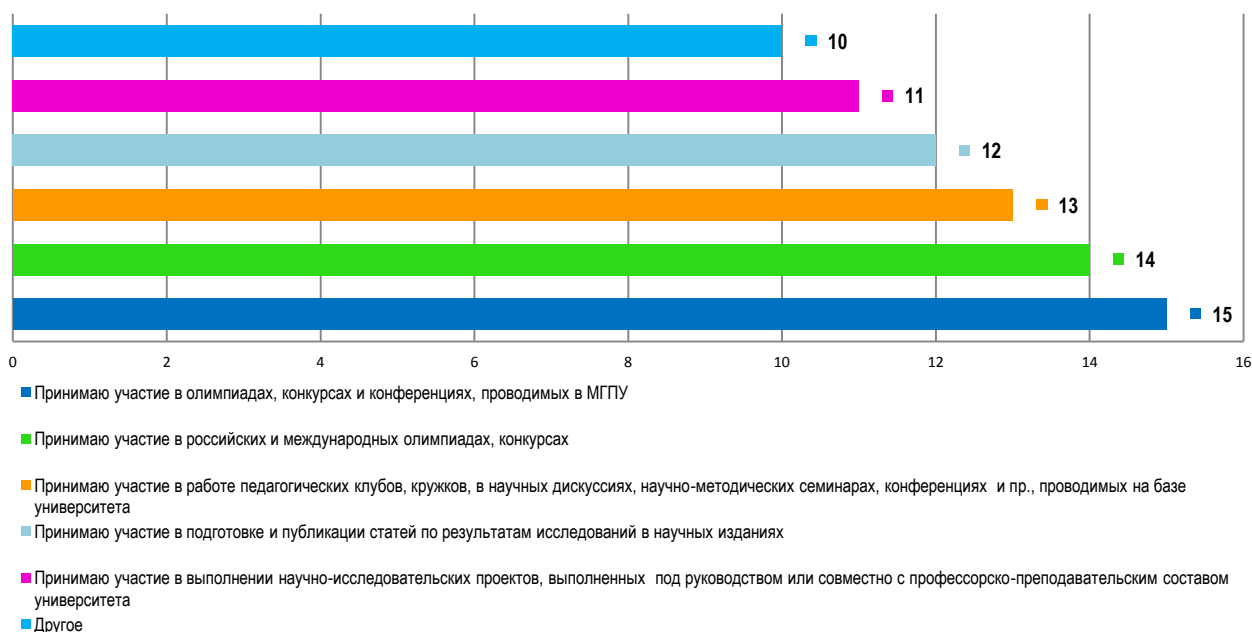 10
11
12
13
14
15
0 2 4 6 8 10 12 14 16
Принимаю участие в олимпиадах, конкурсах и конференциях, проводимых в МГПУ
Принимаю участие в российских и международных олимпиадах, конкурсах
Принимаю участие в работе педагогических клубов, кружков, в научных дискуссиях, научно-методических семинарах, конференциях и пр., проводимых на базе
университета
Принимаю участие в подготовке и публикации статей по результатам исследований в научных изданиях
Принимаю участие в выполнении научно-исследовательских проектов, выполненных под руководством или совместно с профессорско-преподавательским составом
университета
Другое